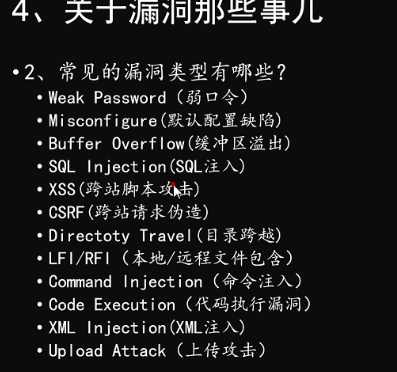 4、关于漏洞那些事儿
• 2、常见的漏洞类型有哪些?
• Weak Password (弱口令)
• Misconfigure(默认配置缺陷)
• Buffer Overflow(缓冲区溢出)
• SQL Injection(SQL注入)
• XSS(跨站脚本攻击)
• CSRF(跨站请求伪造)
• Directoty Travel(目录跨越)
• LFI/RFI (本地/远程文件包含)
• Command Injection (命令注入)
• Code Execution (代码执行漏洞)
• XML Injection(XML注入)
• Upload Attack (上传攻击)